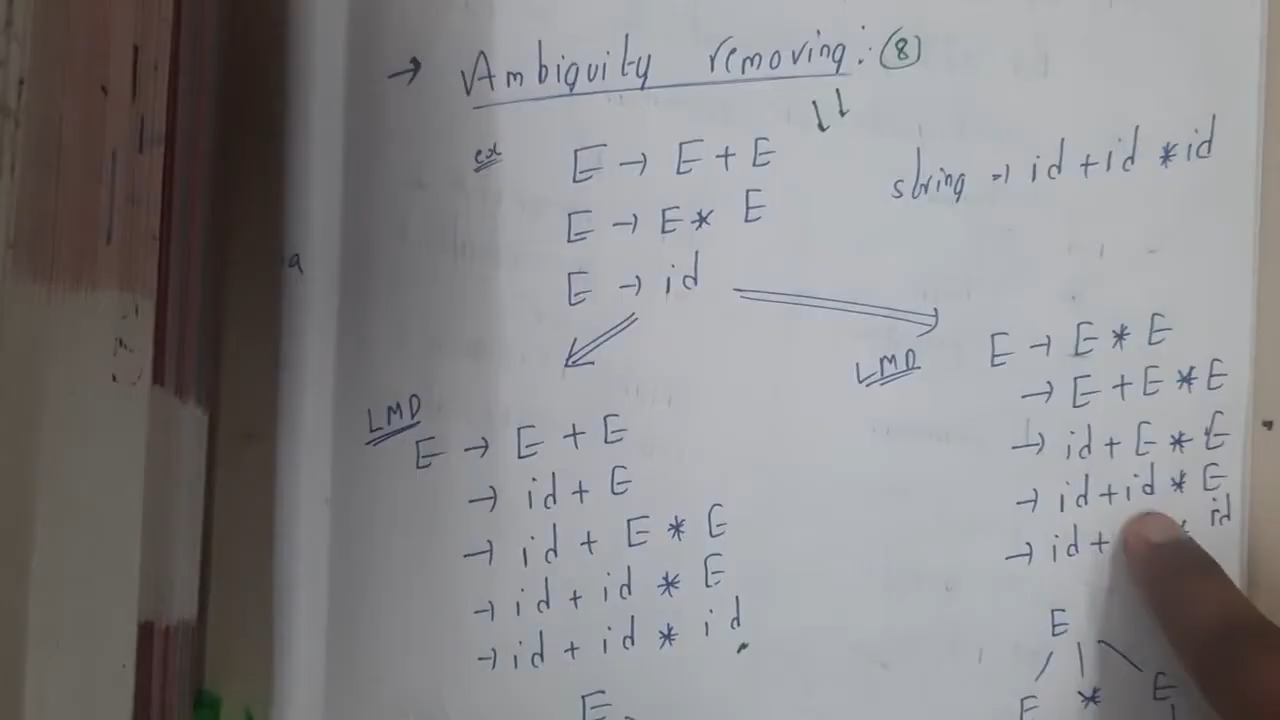 → Ambiguity removing: (8)
ex E → E + E
string → id + id * id
E → E * E
E → id
LMD
E → E + E
→ id + E
→ id + E * E
→ id + id * E
→ id + id * id
E
LMD
E → E * E
→ E + E * E
→ id + E * E
→ id + id * E
→ id + * id
E
E * E
a